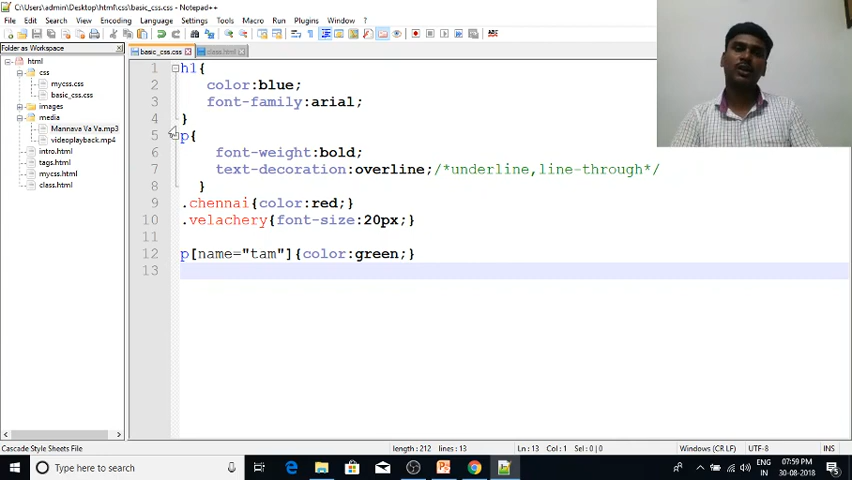 C:\Users\admin\Desktop\html\css\basic_css.css - Notepad++
File Edit Search View Encoding Language Settings Tools Macro Run Plugins Window ?
Folder as Workspace
basic_css.css class.html
html
css
mycss.css
basic_css.css
images
media
Mannava Va Va.mp3
videoplayback.mp4
intro.html
tags.html
mycss.html
class.html
1 h1{
2 color:blue;
3 font-family:arial;
4 }
5 p{
6 font-weight:bold;
7 text-decoration:overline;/*underline,line-through*/
8 }
9 .chennai{color:red;}
10 .velachery{font-size:20px;}
11
12 p[name="tam"]{color:green;}
13
Cascade Style Sheets File length : 212 lines : 13 Ln : 13 Col : 1 Sel : 0 | 0 Windows (CR LF) UTF-8 INS
Type here to search
ENG
IN
07:59 PM
30-08-2018